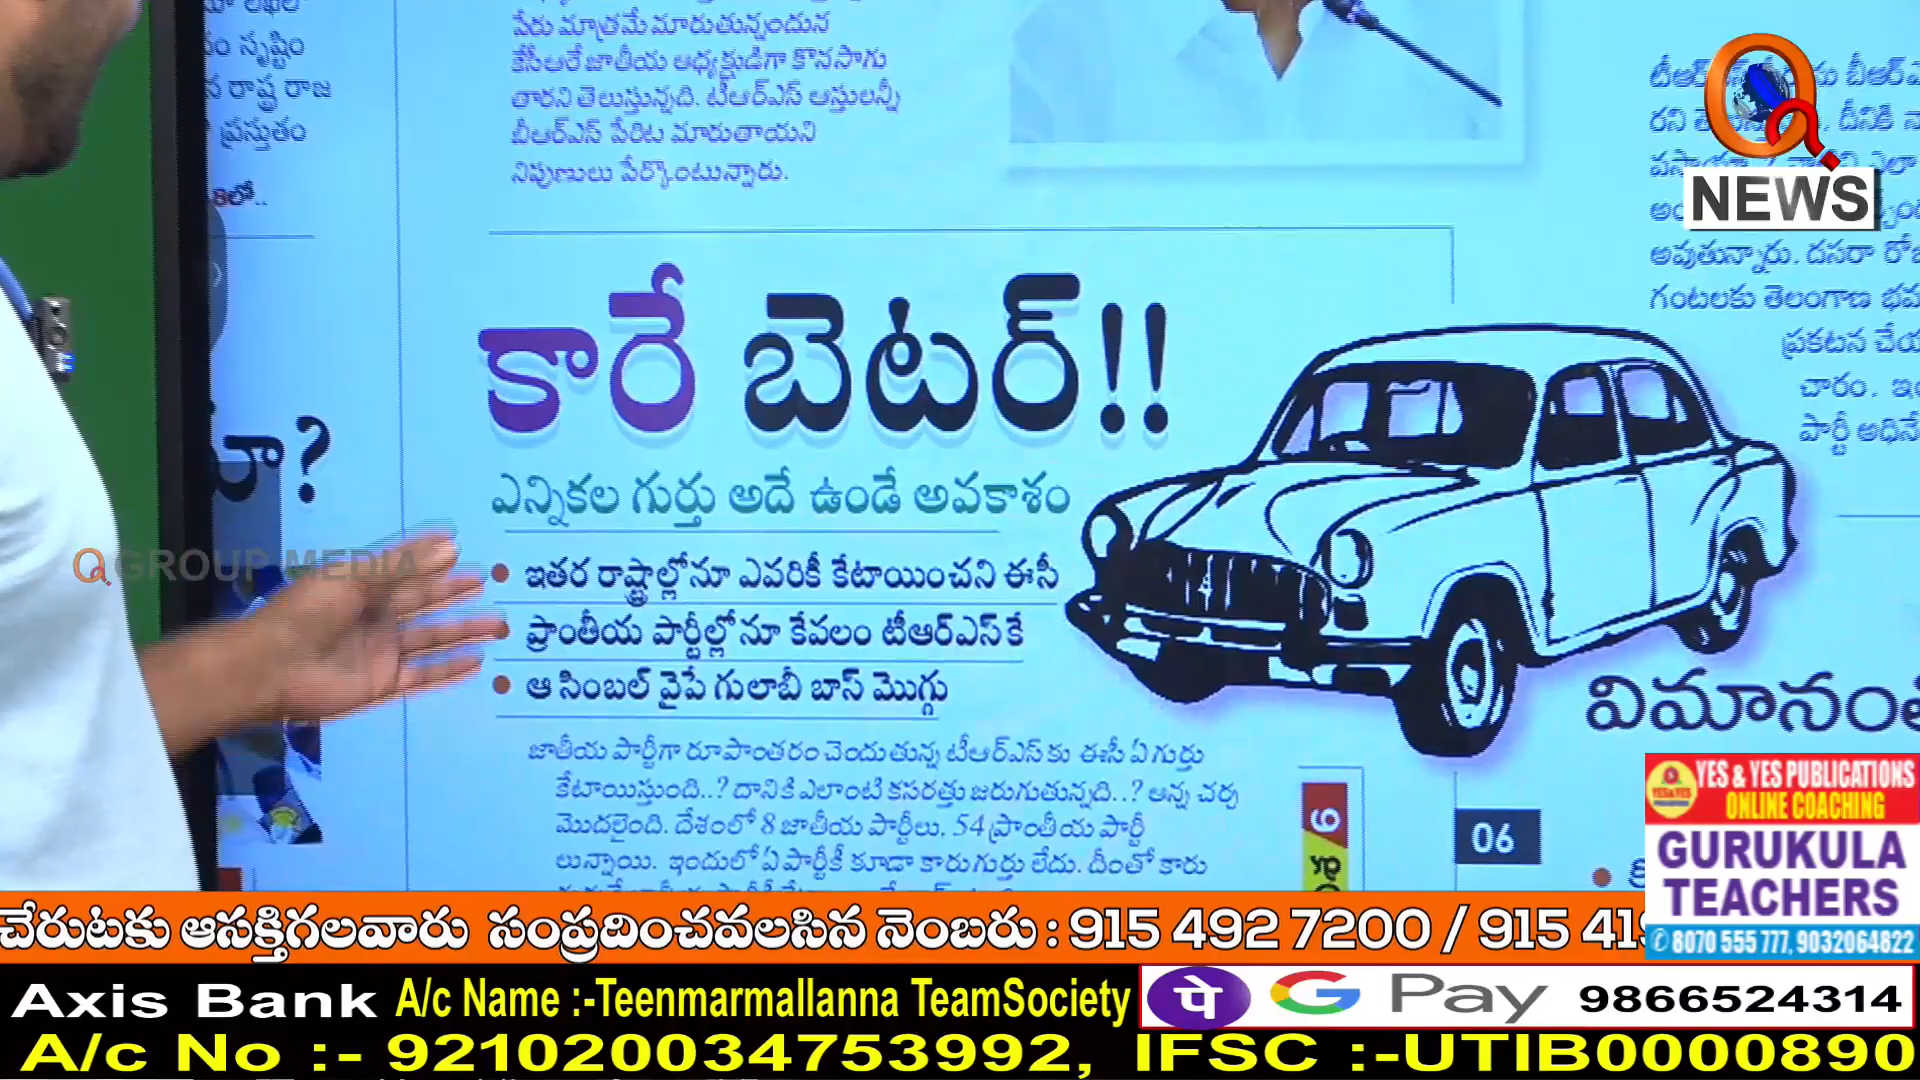 పేరు మాత్రమే మారుతున్నందున
కేసీఆరే జాతీయ అధ్యక్షుడిగా కొనసాగు
తారని తెలుస్తున్నది. టీఆర్ఎస్ ఆస్తులన్నీ
బీఆర్ఎస్ పేరిట మారుతాయని
నిపుణులు పేర్కొంటున్నారు.
ం సృష్టిం
న రాష్ట్ర రాజ
ప్రస్తుతం
8లో..
?
కారే బెటర్!!
ఎన్నికల గుర్తు అదే ఉండే అవకాశం
• ఇతర రాష్ట్రాల్లోనూ ఎవరికీ కేటాయించని ఈసీ
• ప్రాంతీయ పార్టీల్లోనూ కేవలం టీఆర్ఎస్‌కే
• ఆ సింబల్ వైపే గులాబీ బాస్ మొగ్గు
జాతీయ పార్టీగా రూపాంతరం చెందుతున్న టీఆర్ఎస్‌కు ఈసీ ఏ గుర్తు
కేటాయిస్తుంది..? దానికి ఎలాంటి కసరత్తు జరుగుతున్నది..? అన్న చర్చ
మొదలైంది. దేశంలో 8 జాతీయ పార్టీలు, 54 ప్రాంతీయ పార్టీ
లున్నాయి. ఇందులో ఏ పార్టీకీ కూడా కారు గుర్తు లేదు. దీంతో కారు
అవుతున్నారు. దసరా రోజ
గంటలకు తెలంగాణ భవ
ప్రకటన చేయ
చారం. ఇ
పార్టీ అధినే
విమానం
06
Q NEWS
Q GROUP MEDIA
YES & YES PUBLICATIONS
ONLINE COACHING
GURUKULA
TEACHERS
8070 555 777, 9032064822
చేరుటకు ఆసక్తిగలవారు సంప్రదించవలసిన నెంబరు : 915 492 7200 / 915 419
Axis Bank A/c Name :-Teenmarmallanna TeamSociety पे G Pay 9866524314
A/c No :- 921020034753992, IFSC :-UTIB0000890